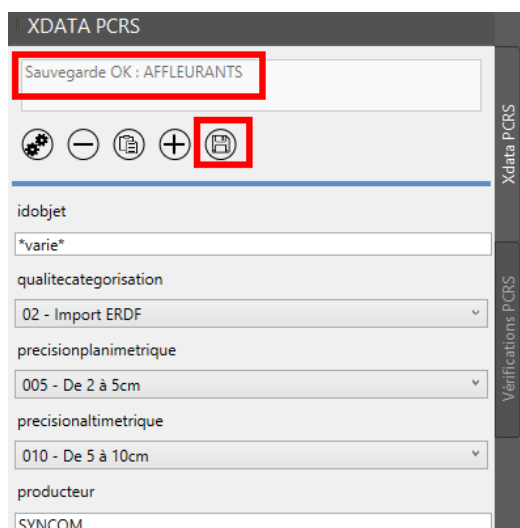 XDATA PCRS
Sauvegarde OK : AFFLEURANTS
Xdata PCRS
idobjet
*varie*
qualitecategorisation
02 - Import ERDF
Vérifications PCRS
precisionplanimetrique
005 - De 2 à 5cm
precisionaltimetrique
010 - De 5 à 10cm
producteur
SYNCOM